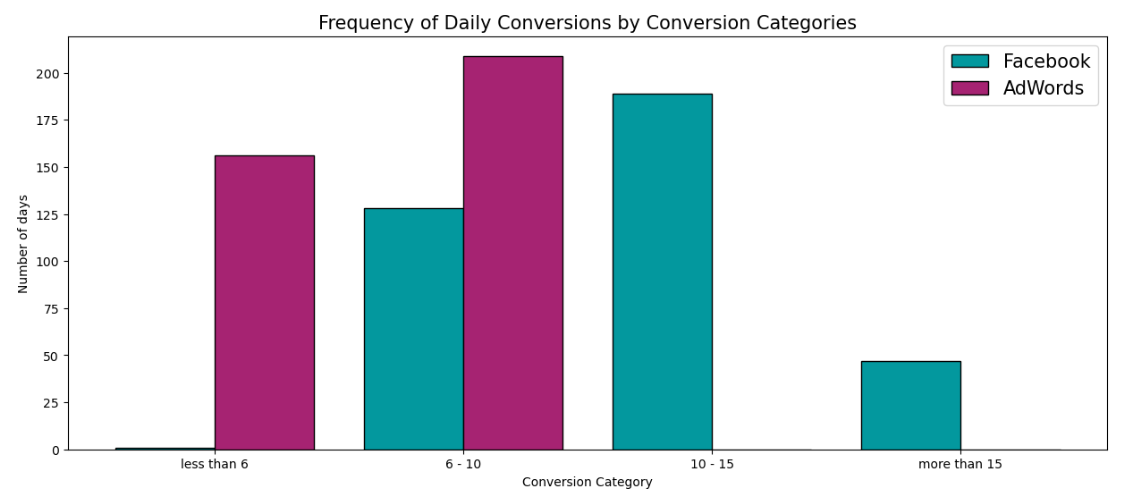 Frequency of Daily Conversions by Conversion Categories
Facebook
AdWords
200
175
150
125
100
75
50
25
0
Number of days
less than 6
6 - 10
10 - 15
more than 15
Conversion Category